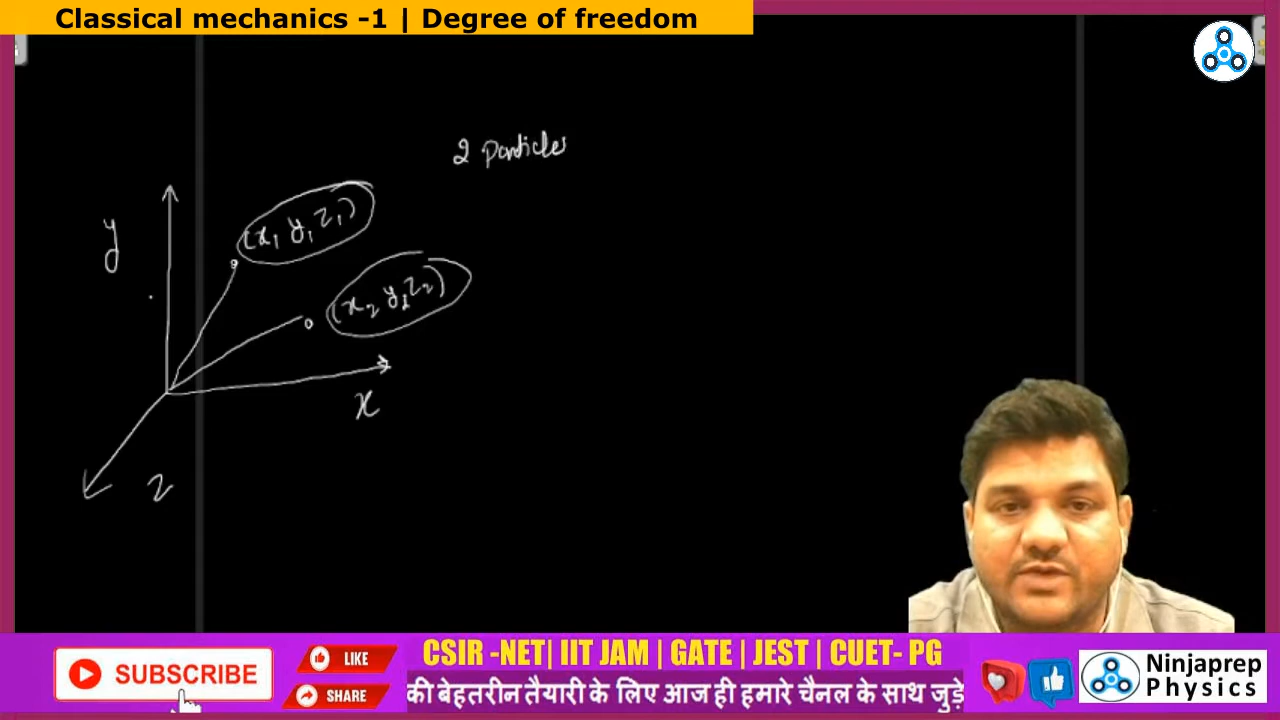 Classical mechanics -1 | Degree of freedom
2 particles
y
(x₁ y₁ z₁)
(x₂ y₂ z₂)
x
z
SUBSCRIBE
LIKE
SHARE
CSIR -NET| IIT JAM | GATE | JEST | CUET- PG
की बेहतरीन तैयारी के लिए आज ही हमारे चैनल के साथ जुड़े
Ninjaprep
Physics